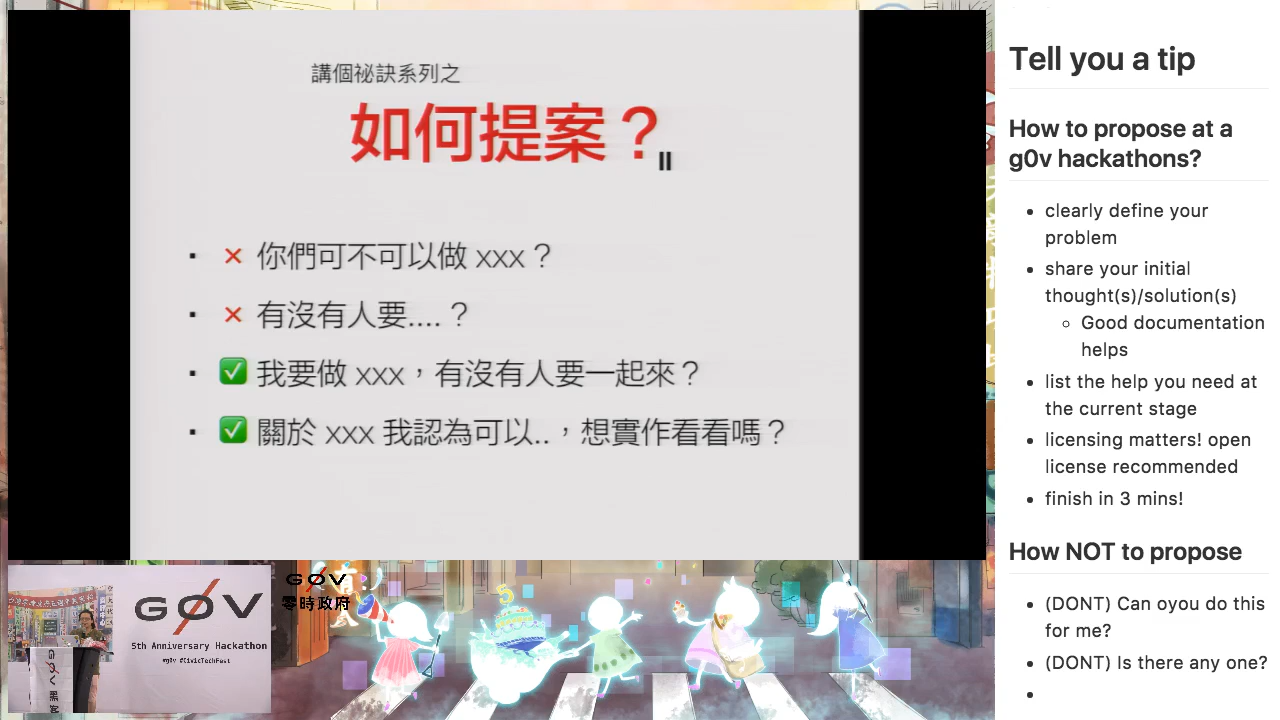 講個祕訣系列之
如何提案？II
· ❌ 你們可不可以做 xxx？
· ❌ 有沒有人要....？
· ✅ 我要做 xxx，有沒有人要一起來？
· ✅ 關於 xxx 我認為可以..，想實作看看嗎？
Tell you a tip
How to propose at a
g0v hackathons?
• clearly define your
problem
• share your initial
thought(s)/solution(s)
◦ Good documentation
helps
• list the help you need at
the current stage
• licensing matters! open
license recommended
• finish in 3 mins!
How NOT to propose
• (DONT) Can oyou do this
for me?
• (DONT) Is there any one?
•
G0V
5th Anniversary Hackathon
#g0v #CivicTechFest
G0V
零時政府
5
黑客